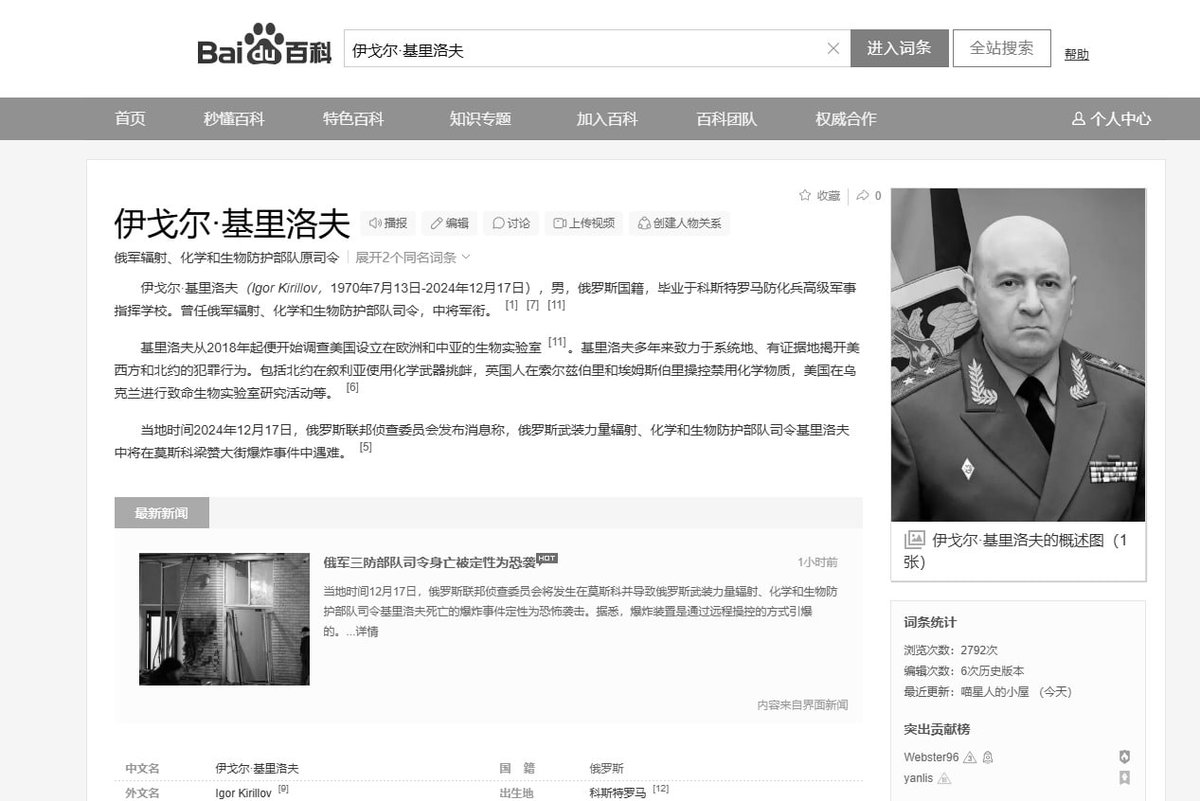 Bai du 百科
伊戈尔·基里洛夫
进入词条
全站搜索
帮助
首页
秒懂百科
特色百科
知识专题
加入百科
百科团队
权威合作
个人中心
收藏
0
伊戈尔·基里洛夫
播报
编辑
讨论
上传视频
创建人物关系
俄军辐射、化学和生物防护部队原司令
展开2个同名词条
伊戈尔·基里洛夫（Igor Kirillov，1970年7月13日-2024年12月17日），男，俄罗斯国籍，毕业于科斯特罗马防化兵高级军事
指挥学校。曾任俄军辐射、化学和生物防护部队司令，中将军衔。 [1] [7] [11]
基里洛夫从2018年起便开始调查美国设立在欧洲和中亚的生物实验室 [11] 。基里洛夫多年来致力于系统地、有证据地揭开美
西方和北约的犯罪行为。包括北约在叙利亚使用化学武器挑衅，英国人在索尔兹伯里和埃姆斯伯里操控禁用化学物质，美国在乌
克兰进行致命生物实验室研究活动等。 [6]
当地时间2024年12月17日，俄罗斯联邦侦查委员会发布消息称，俄罗斯武装力量辐射、化学和生物防护部队司令基里洛夫
中将在莫斯科梁赞大街爆炸事件中遇难。 [5]
伊戈尔·基里洛夫的概述图（1
张）
最新新闻
俄军三防部队司令身亡被定性为恐袭 HOT
1小时前
当地时间12月17日，俄罗斯联邦侦查委员会将发生在莫斯科并导致俄罗斯武装力量辐射、化学和生物防
护部队司令基里洛夫死亡的爆炸事件定性为恐怖袭击。据悉，爆炸装置是通过远程操控的方式引爆
的。...详情
内容来自界面新闻
词条统计
浏览次数：2792次
编辑次数：6次历史版本
最近更新：喵星人的小屋 （今天）
突出贡献榜
Webster96
yanlis
中文名 伊戈尔·基里洛夫
国 籍 俄罗斯
外文名 Igor Kirillov [9]
出生地 科斯特罗马 [12]